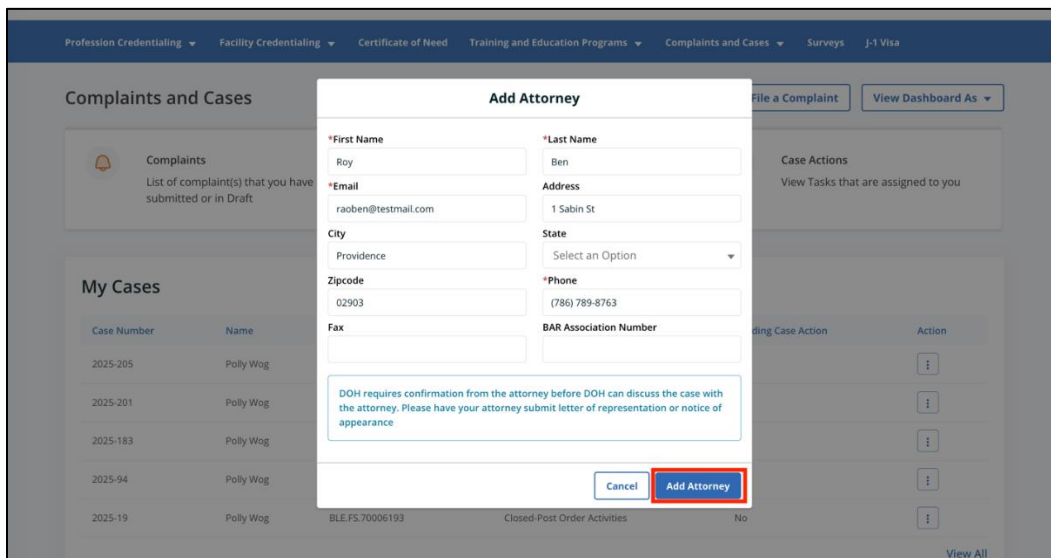 Profession Credentialing Facility Credentialing Certificate of Need Training and Education Programs Complaints and Cases Surveys J-1 Visa
Complaints and Cases
File a Complaint
View Dashboard As
Complaints
List of complaint(s) that you have
submitted or in Draft
Case Actions
View Tasks that are assigned to you
Add Attorney
*First Name *Last Name
Roy Ben
*Email Address
raoben@testmail.com 1 Sabin St
City State
Providence Select an Option
Zipcode *Phone
02903 (786) 789-8763
Fax BAR Association Number
DOH requires confirmation from the attorney before DOH can discuss the case with
the attorney. Please have your attorney submit letter of representation or notice of
appearance
Cancel Add Attorney
My Cases
Case Number Name Case Action Action
2025-205 Polly Wog
2025-201 Polly Wog
2025-183 Polly Wog
2025-94 Polly Wog
2025-19 Polly Wog BLE.FS.70006193 Closed-Post Order Activities No
View All